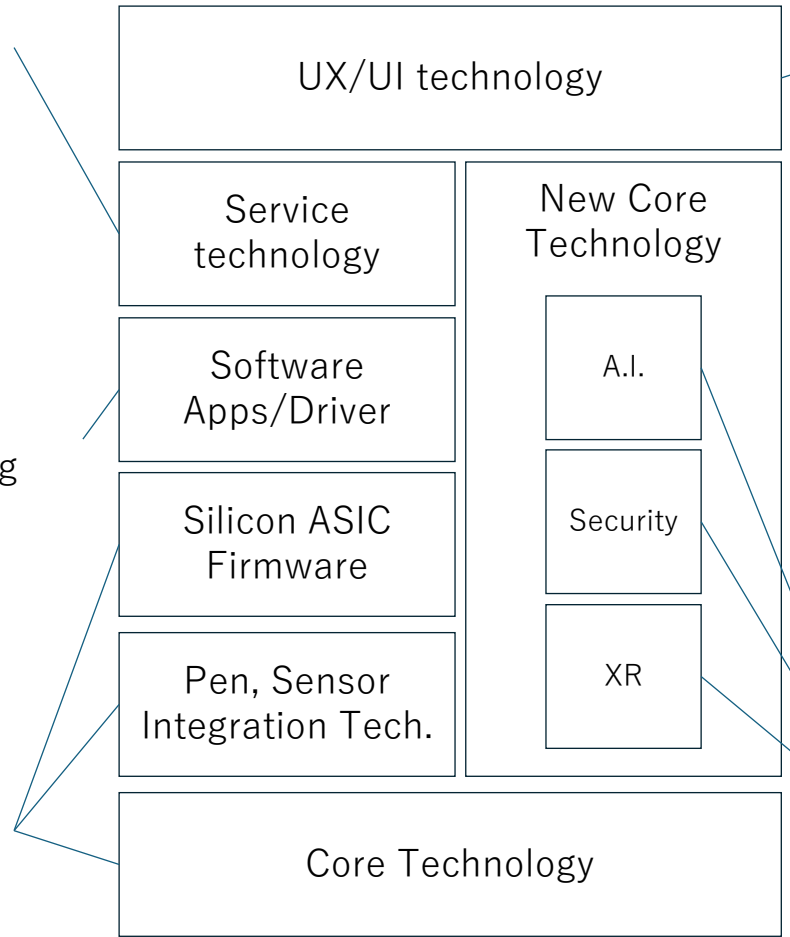 UX/UI technology
Service
technology
New Core
Technology
Software
Apps/Driver
A.I.
g
Silicon ASIC
Firmware
Security
Pen, Sensor
Integration Tech.
XR
Core Technology